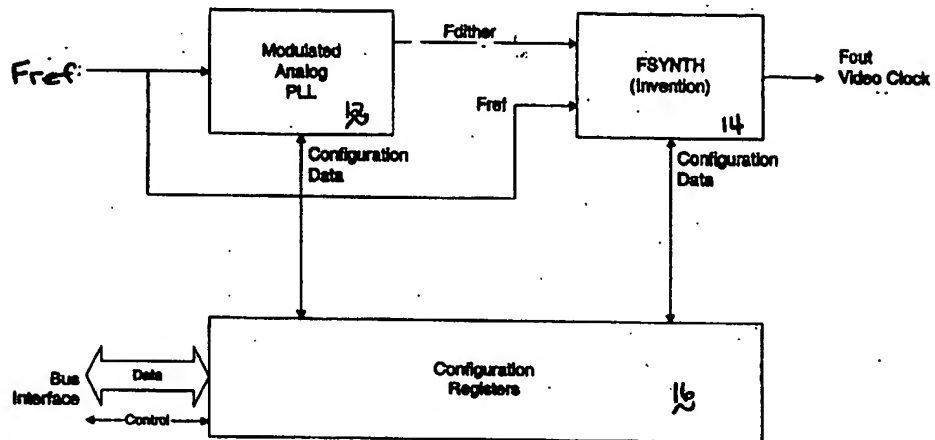 Fref
Modulated
Analog
PLL
12
Fdither
Fref
FSYNTH
(Invention)
14
Fout
Video Clock
Configuration
Data
Configuration
Data
Bus
Interface
Data
Control
Configuration
Registers
16